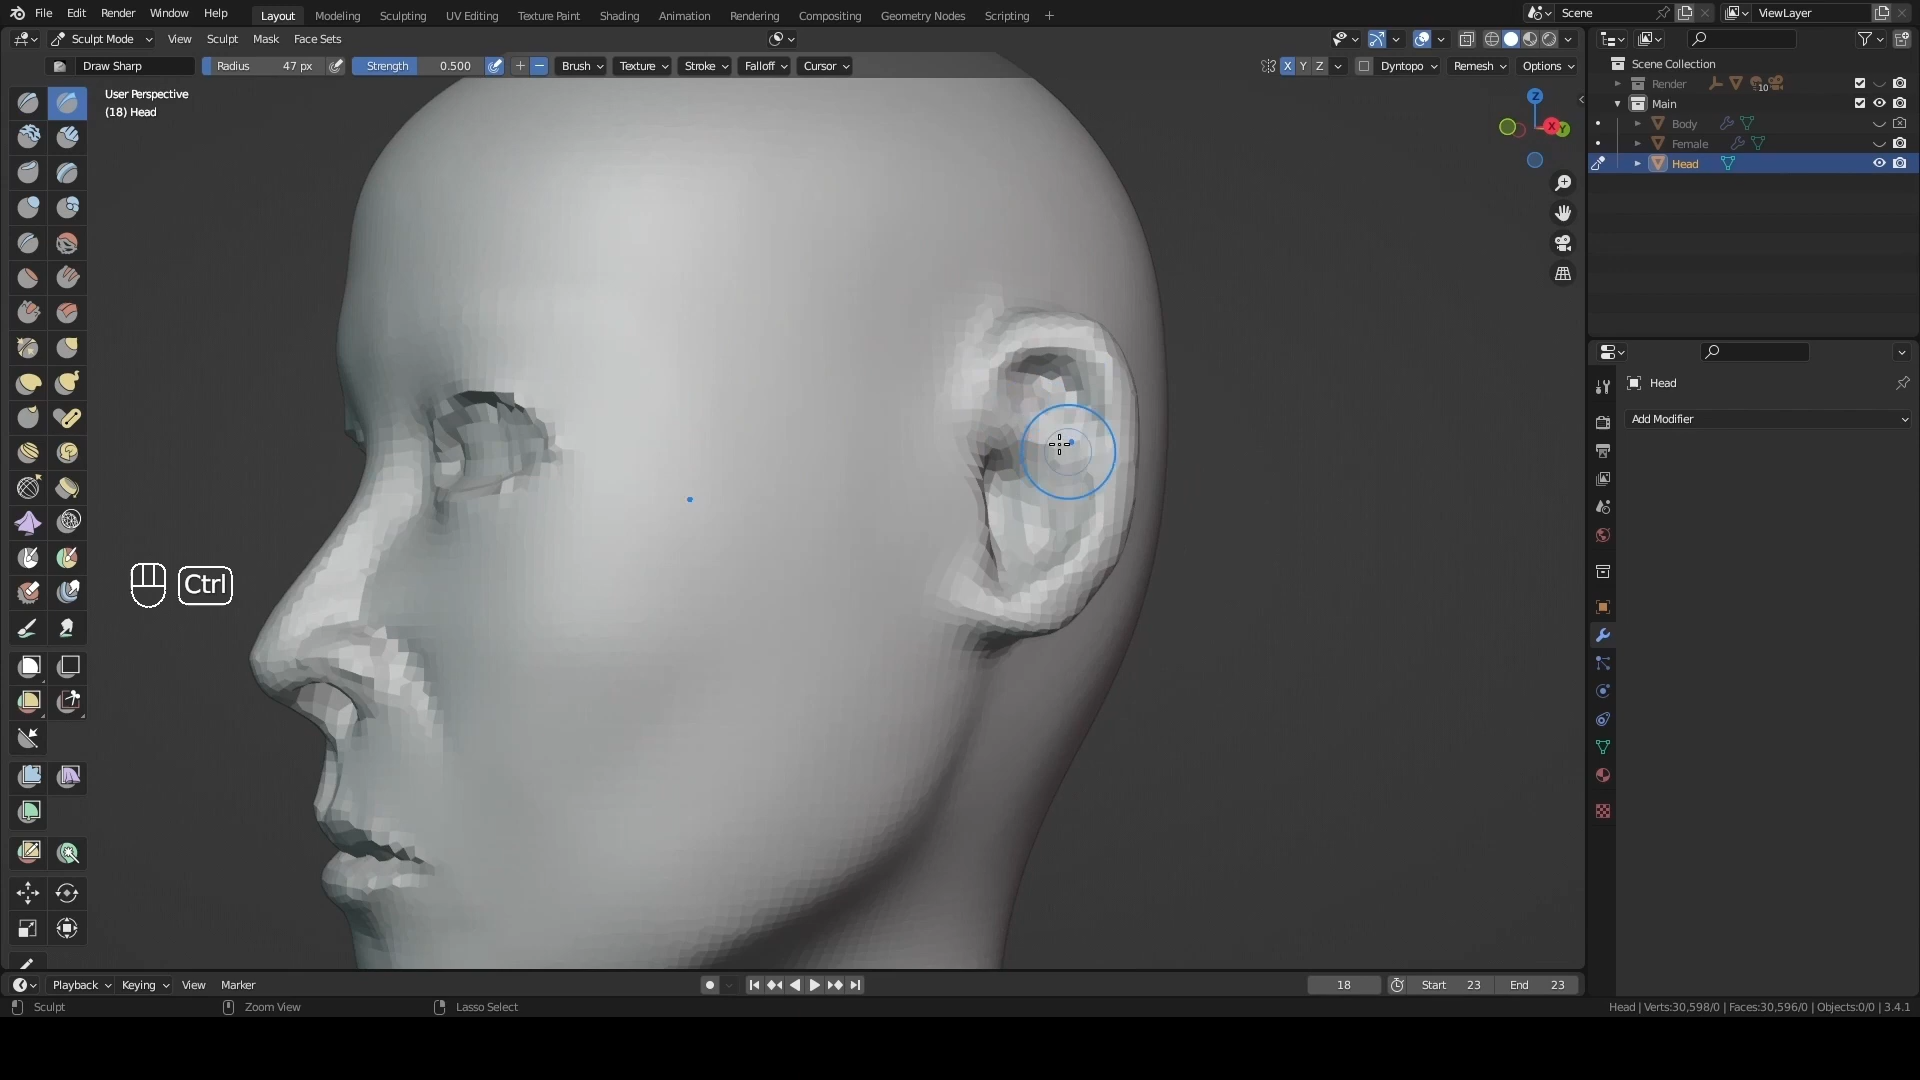 File Edit Render Window Help Layout Modeling Sculpting UV Editing Texture Paint Shading Animation Rendering Compositing Geometry Nodes Scripting + Scene ViewLayer
Sculpt Mode View Sculpt Mask Face Sets
Draw Sharp Radius 47 px Strength 0.500 Brush Texture Stroke Falloff Cursor X Y Z Dyntopo Remesh Options
User Perspective
(18) Head
Z
X
Y
Scene Collection
Render 10
Main
Body
Female
Head
Head
Add Modifier
Ctrl
Playback Keying View Marker 18 Start 23 End 23
Sculpt Zoom View Lasso Select Head | Verts:30,598/0 | Faces:30,596/0 | Objects:0/0 | 3.4.1